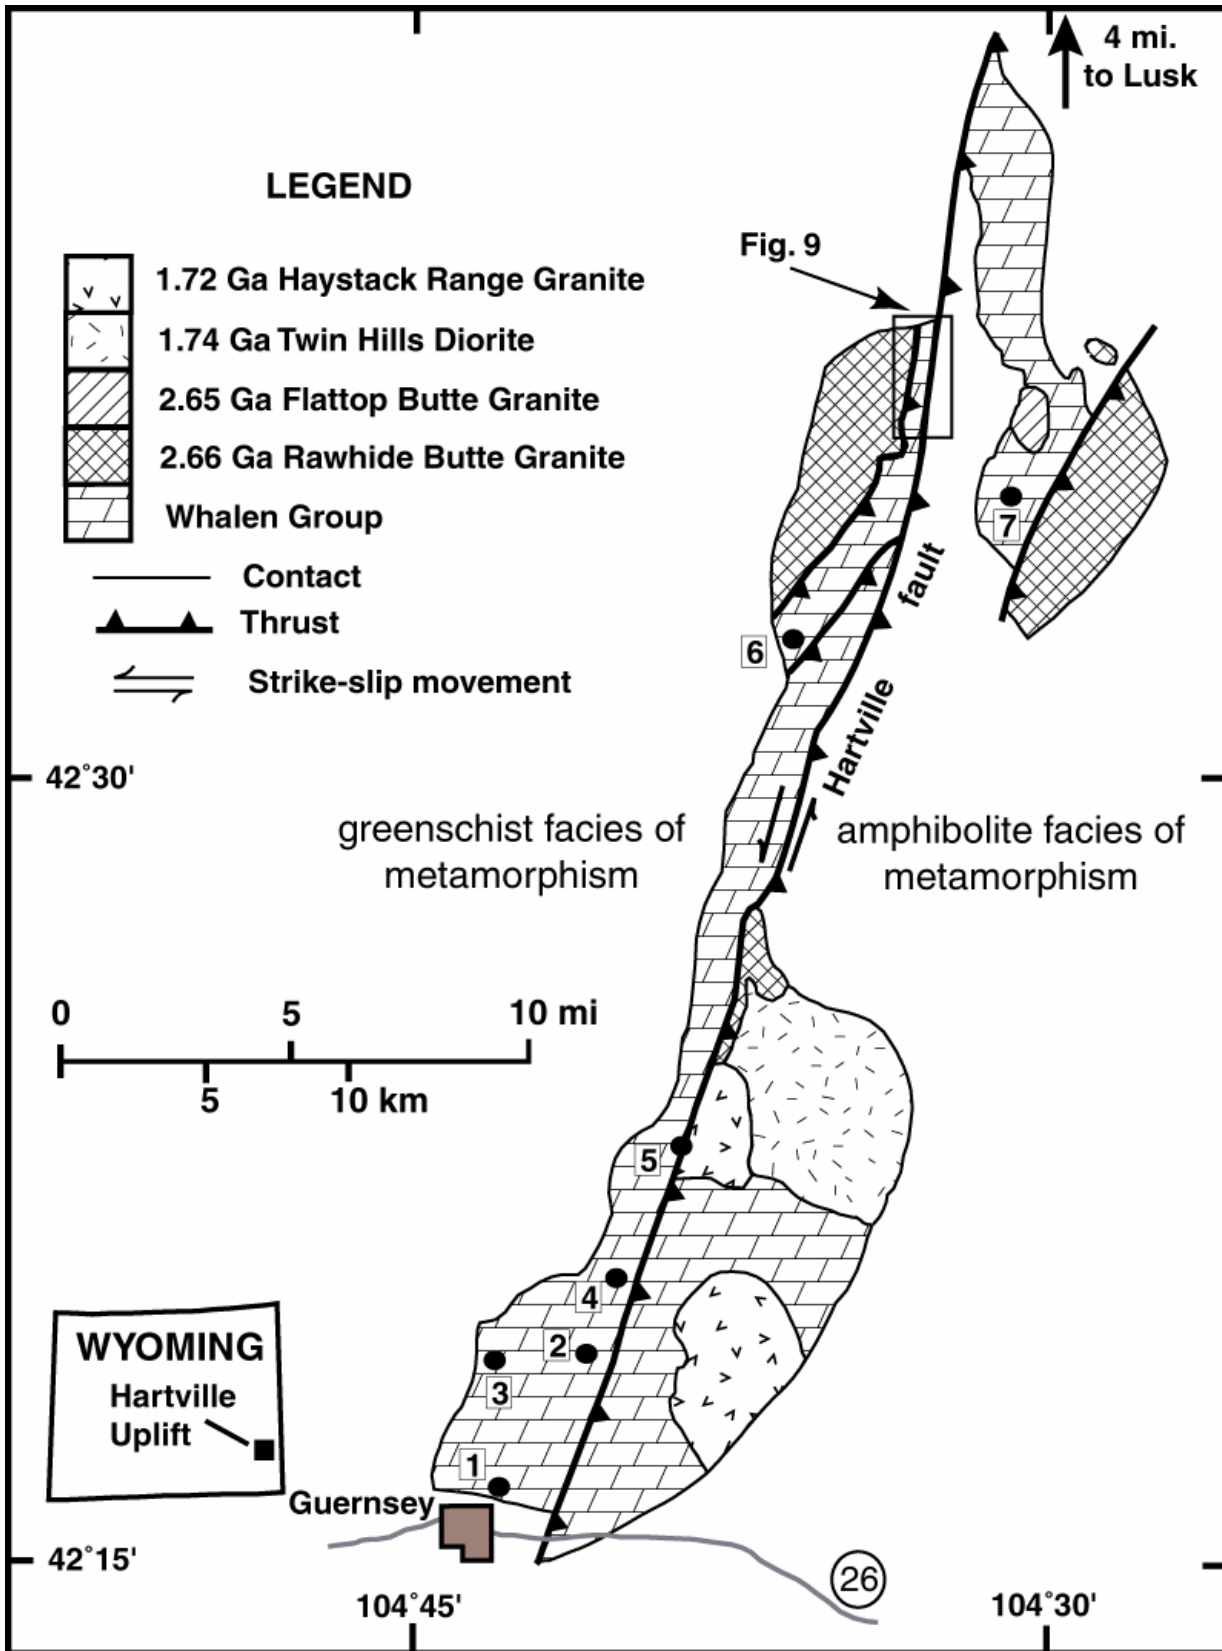 4 mi.
to Lusk
LEGEND
Fig. 9
1.72 Ga Haystack Range Granite
1.74 Ga Twin Hills Diorite
2.65 Ga Flattop Butte Granite
2.66 Ga Rawhide Butte Granite
Whalen Group
Contact
Thrust
Strike-slip movement
7
6
Hartville fault
42°30'
greenschist facies of
metamorphism
amphibolite facies of
metamorphism
0 5 10 mi
5 10 km
5
4
2
3
1
WYOMING
Hartville
Uplift
Guernsey
42°15'
26
104°45'
104°30'